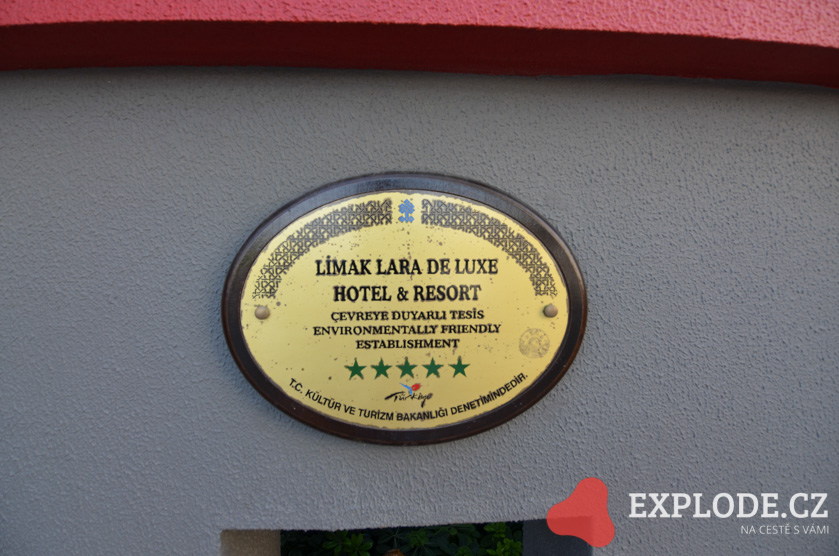 LİMAK LARA DE LUXE
HOTEL & RESORT
ÇEVREYE DUYARLI TESİS
ENVIRONMENTALLY FRIENDLY
ESTABLISHMENT
Türkiye
T.C. KÜLTÜR VE TURİZM BAKANLIĞI DENETİMİNDEDİR.
EXPLODE.CZ
NA CESTĚ S VÁMI